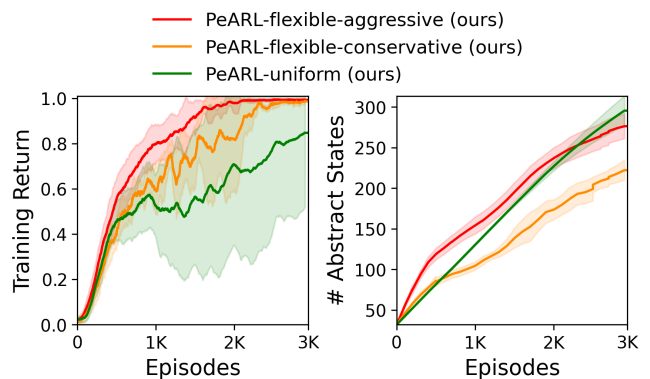 PeARL-flexible-aggressive (ours)
PeARL-flexible-conservative (ours)
PeARL-uniform (ours)
Training Return
1.0
0.8
0.6
0.4
0.2
0.0
0 1K 2K 3K
Episodes
# Abstract States
300
250
200
150
100
50
0 1K 2K 3K
Episodes